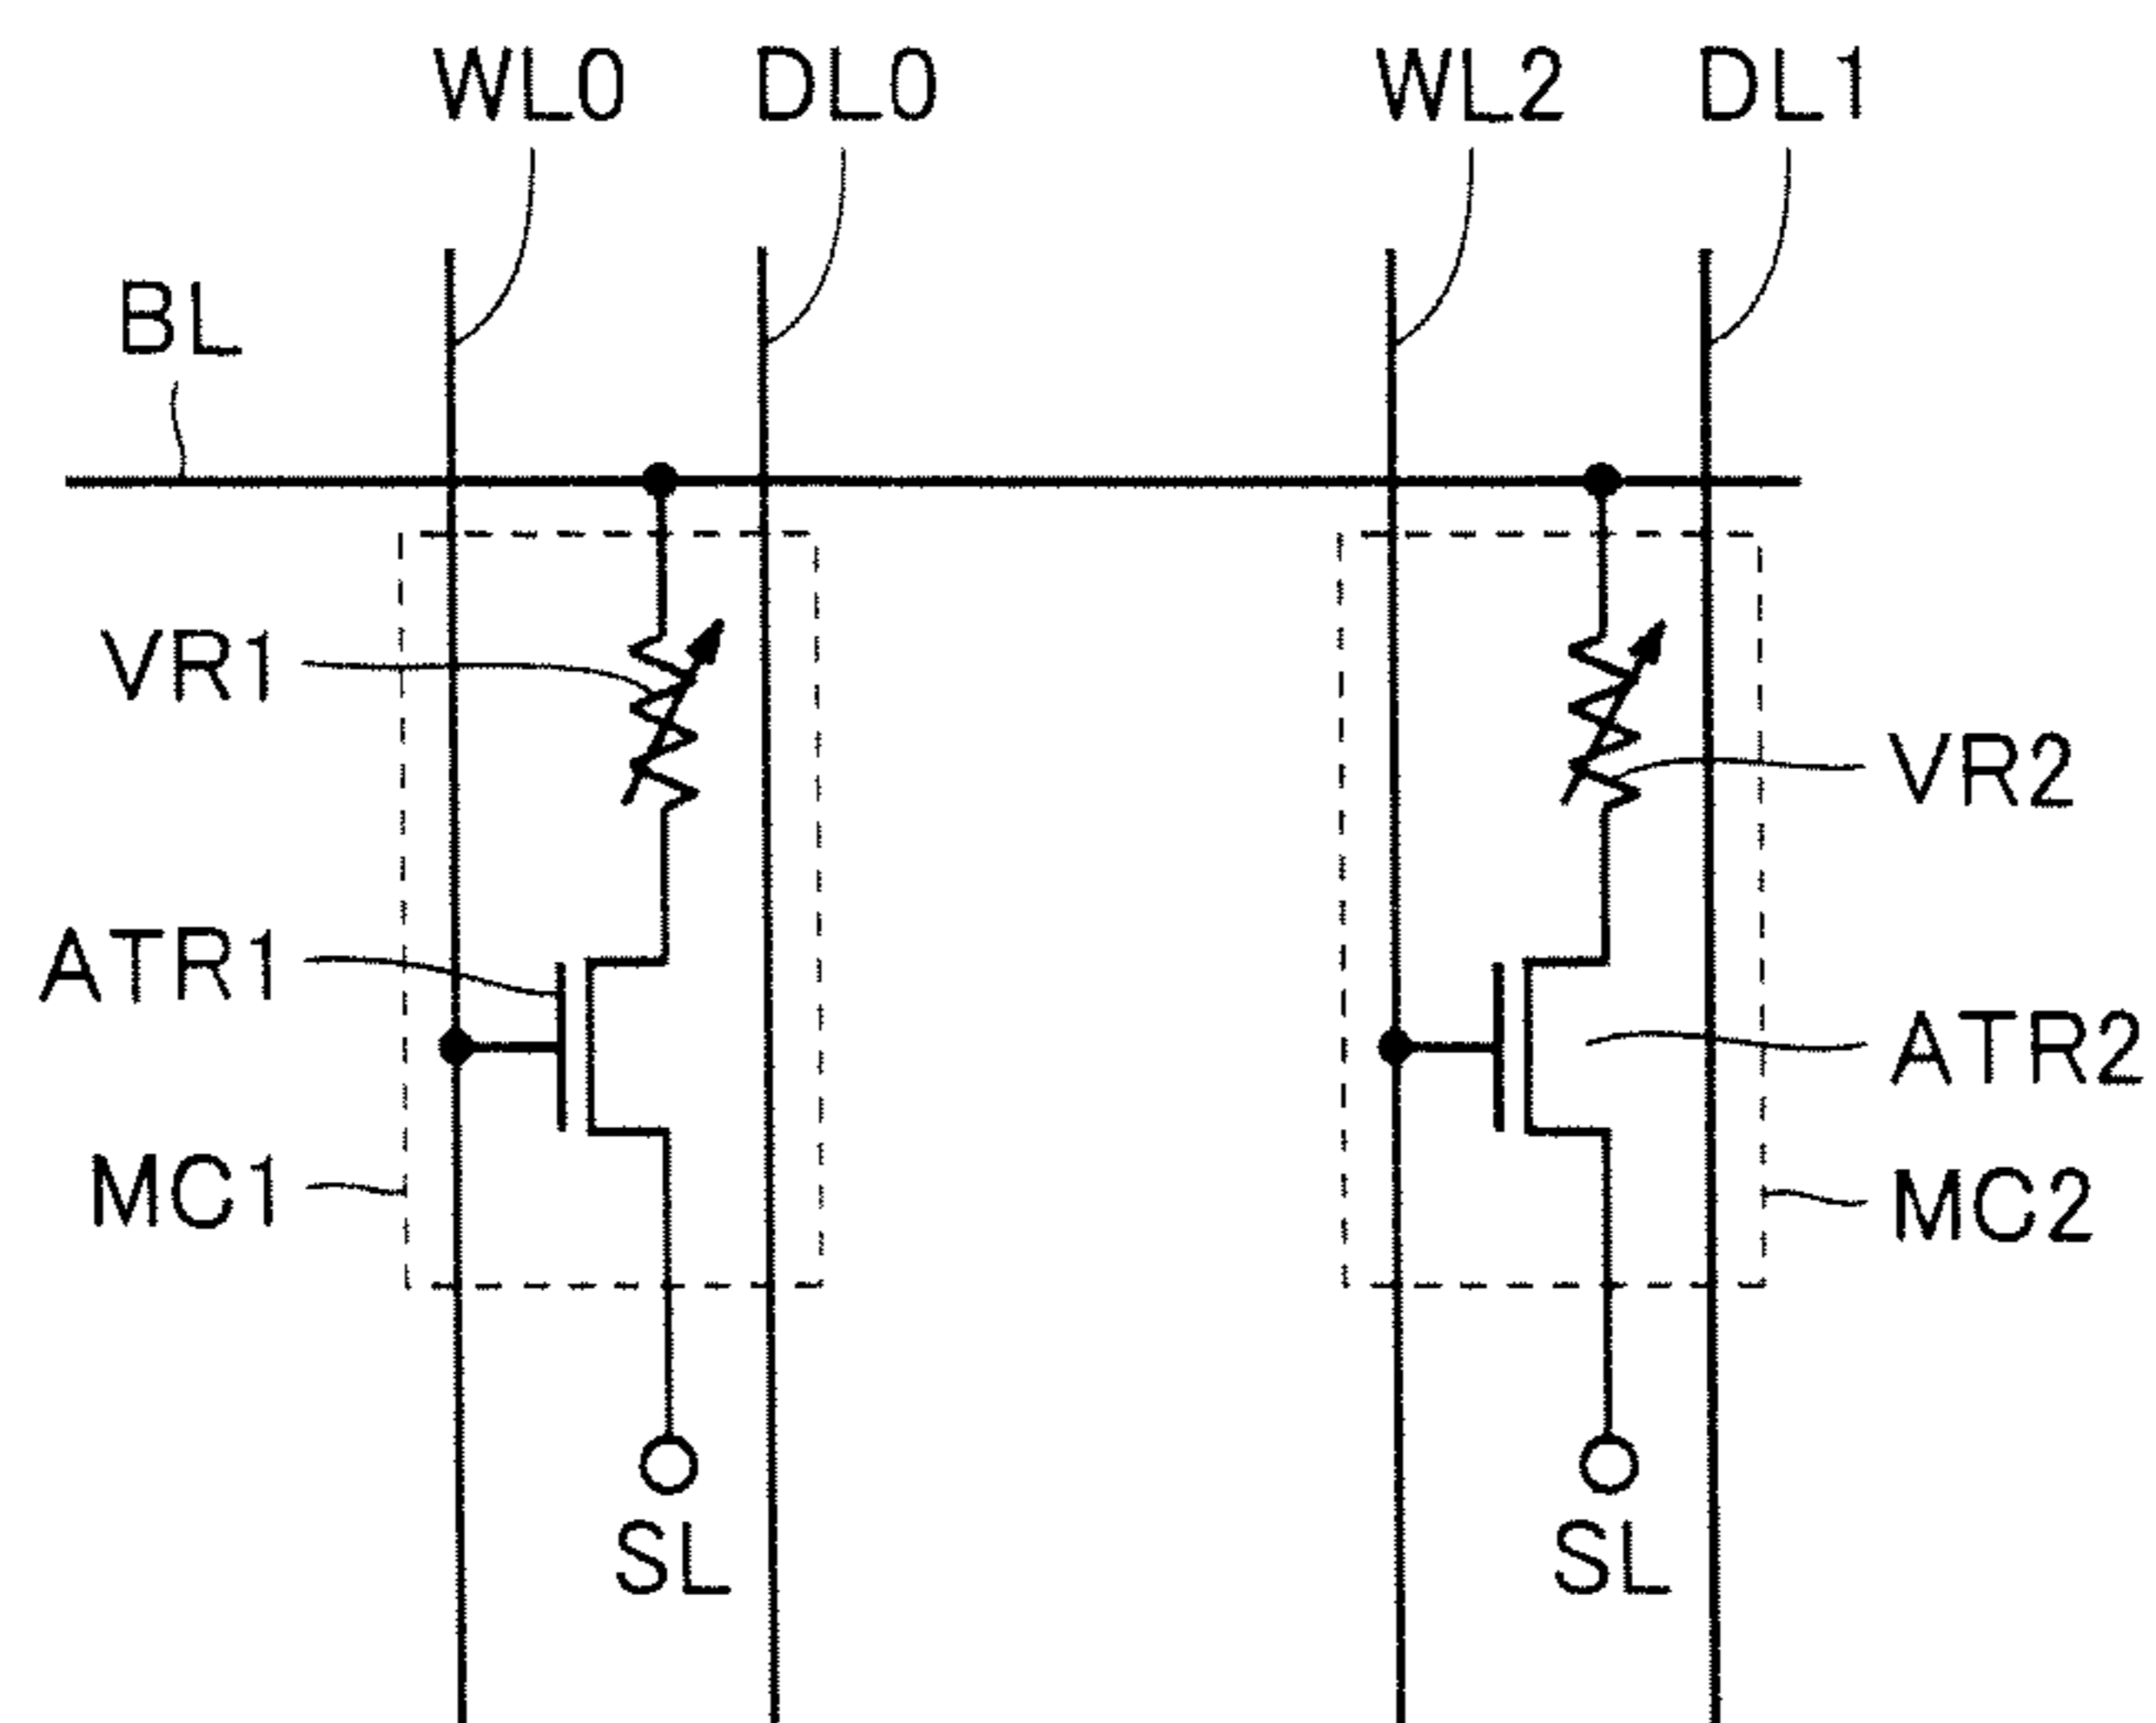 WL0 DL0 WL2 DL1
BL
VR1
VR2
ATR1
ATR2
MC1
MC2
SL SL